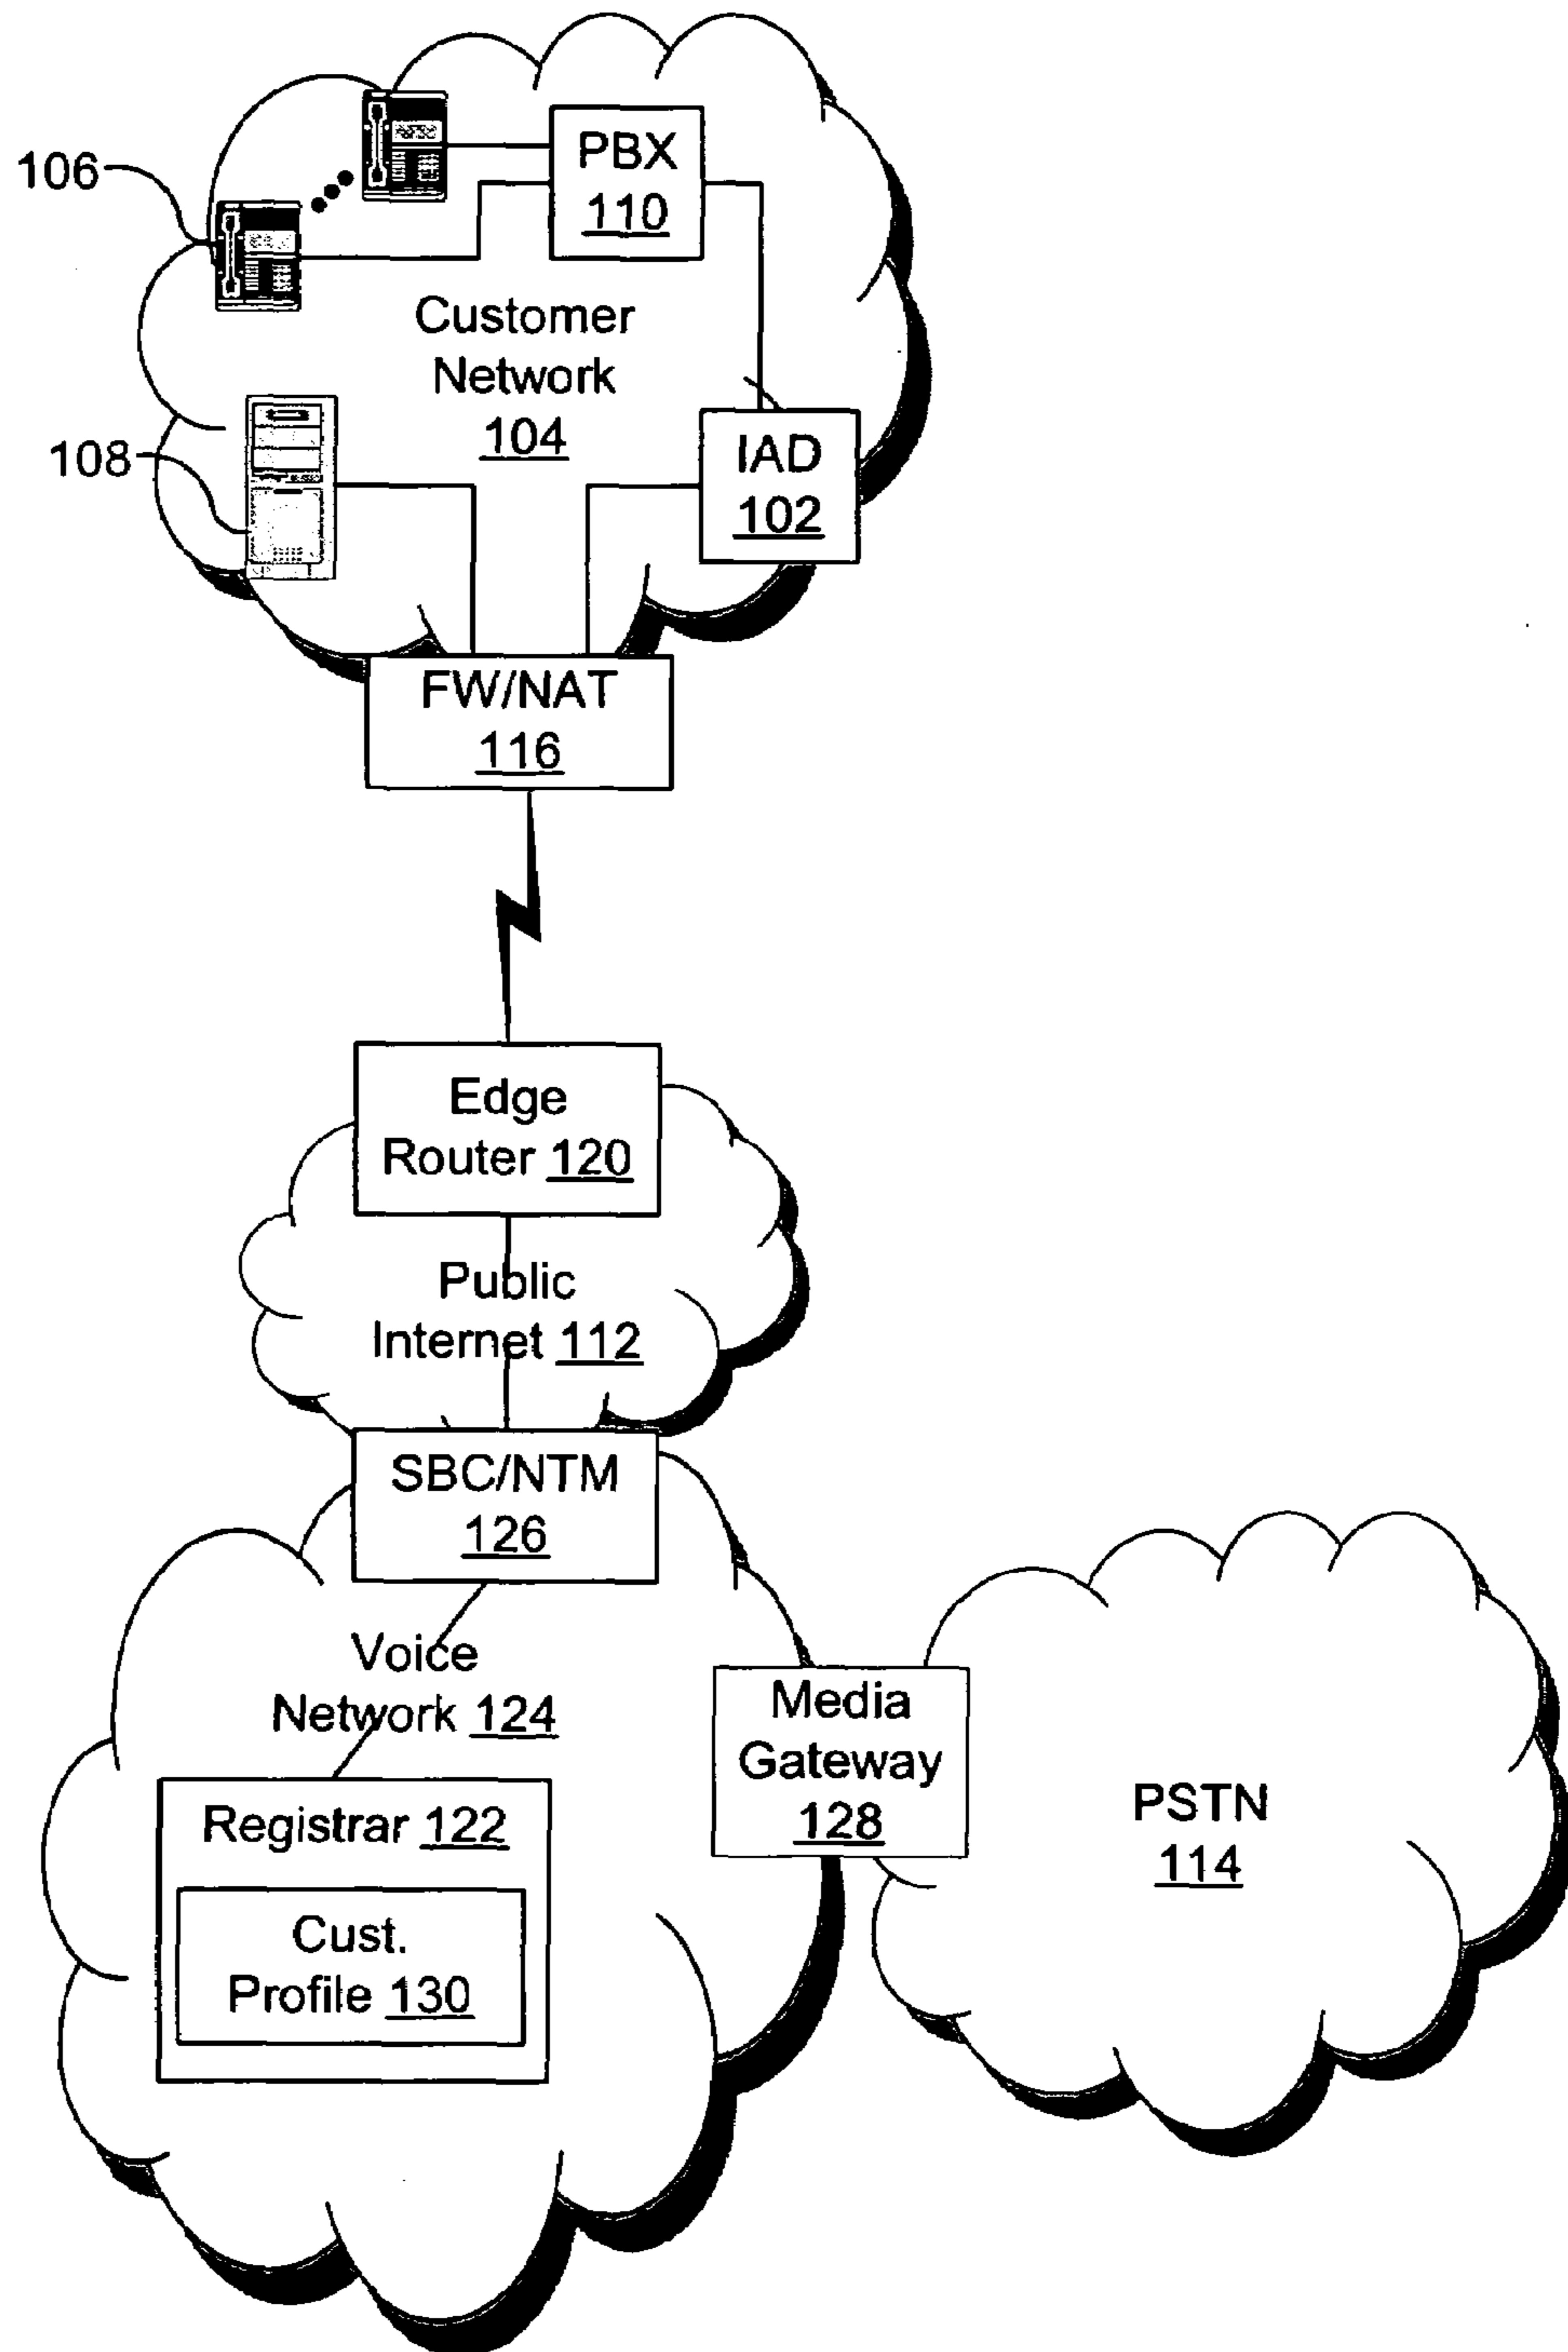 106
PBX
110
Customer
Network
104
108
IAD
102
FW/NAT
116
Edge
Router 120
Public
Internet 112
SBC/NTM
126
Voice
Network 124
Media
Gateway
128
PSTN
114
Registrar 122
Cust.
Profile 130